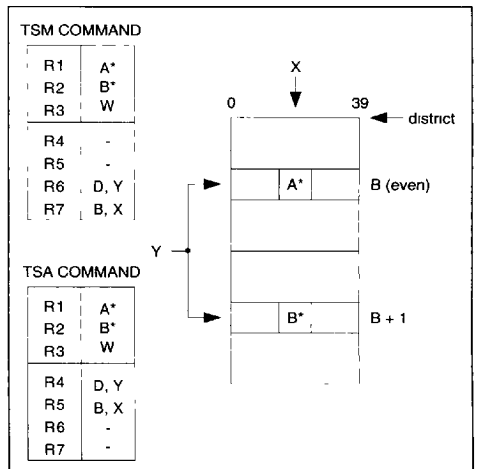 TSM COMMAND
R1 A*
R2 B*
R3 W
R4 -
R5 -
R6 D, Y
R7 B, X
X
0 39
district
A* B (even)
Y
B* B + 1
TSA COMMAND
R1 A*
R2 B*
R3 W
R4 D, Y
R5 B, X
R6 -
R7 -